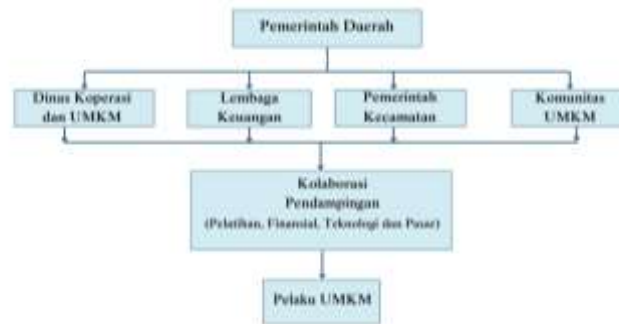 Pemerintah Daerah
Dinas Koperasi
dan UMKM
Lembaga
Keuangan
Pemerintah
Kecamatan
Komunitas
UMKM
Kolaborasi
Pendampingan
(Pelatihan, Finansial, Teknologi dan Pasar)
Pelaku UMKM